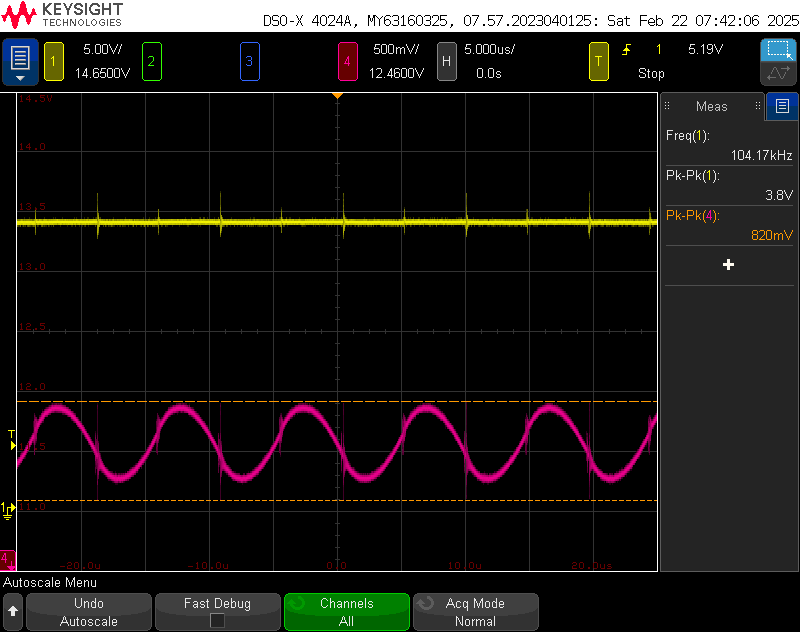 KEYSIGHT
TECHNOLOGIES
DSO-X 4024A, MY63160325, 07.57.2023040125: Sat Feb 22 07:42:06 2025
1
5.00V/
14.6500V
2
3
4
500mV/
12.4600V
H
5.000us/
0.0s
T
1
5.19V
Stop
14.5V
14.0
13.5
13.0
12.5
12.0
11.5
11.0
-20.0u
-10.0u
0.0
10.0u
20.0us
T
1
4
Meas
Freq(1):
104.17kHz
Pk-Pk(1):
3.8V
Pk-Pk(4):
820mV
Autoscale Menu
Undo
Autoscale
Fast Debug
Channels
All
Acq Mode
Normal